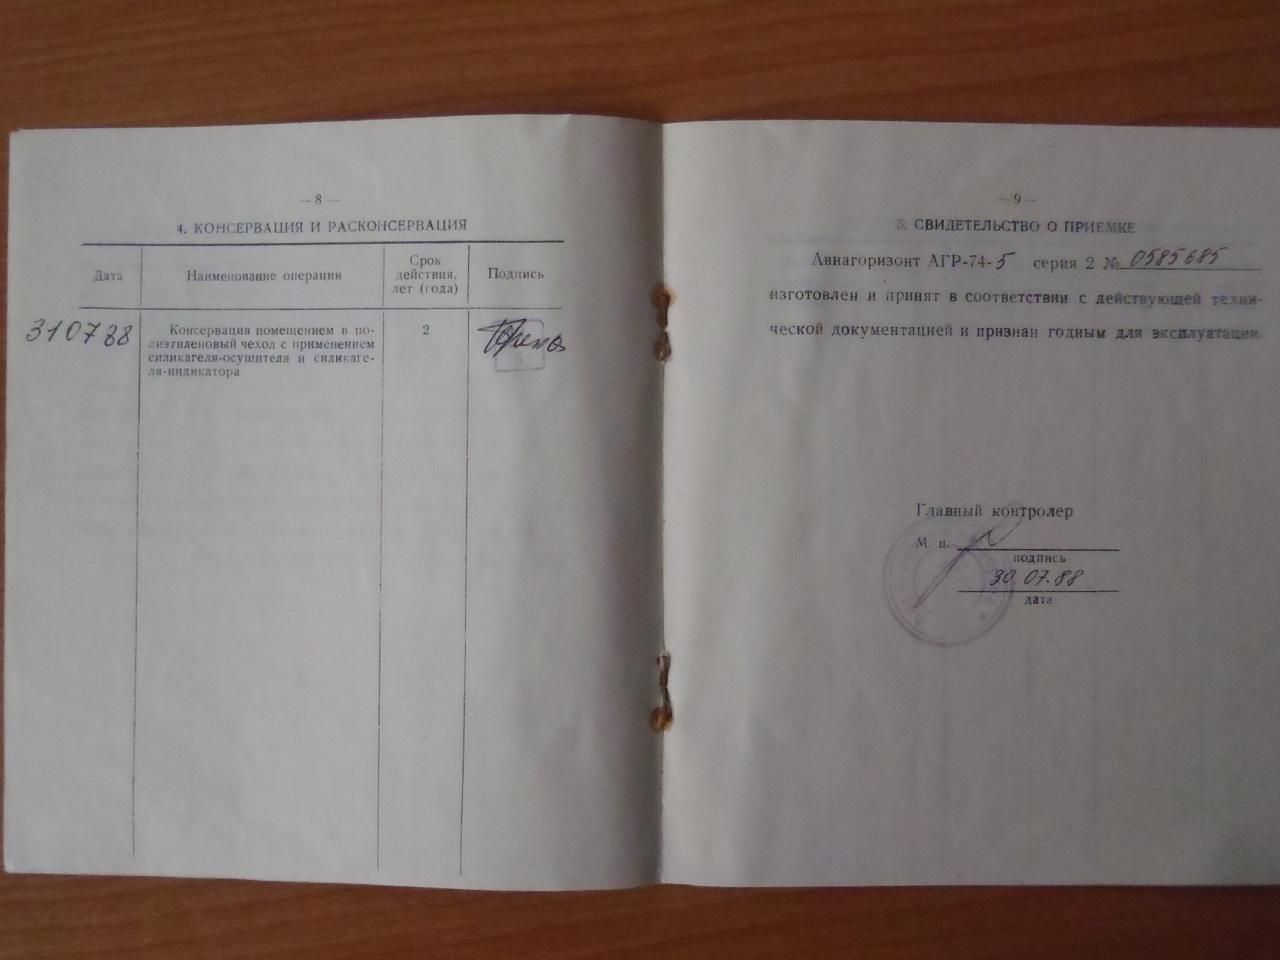 — 8 —
4. КОНСЕРВАЦИЯ И РАСКОНСЕРВАЦИЯ
Дата
Наименование операции
Срок
действия,
лет (года)
Подпись
310788
Консервация помещением в по-
лиэтиленовый чехол с применением
силикагеля-осушителя и силикаге-
ля-индикатора
2
— 9 —
5. СВИДЕТЕЛЬСТВО О ПРИЕМКЕ
Авиагоризонт АГР-74-5 серия 2 № 0585685
изготовлен и принят в соответствии с действующей техни-
ческой документацией и признан годным для эксплуатации.
Главный контролер
М. п.
подпись
30.07.88
дата